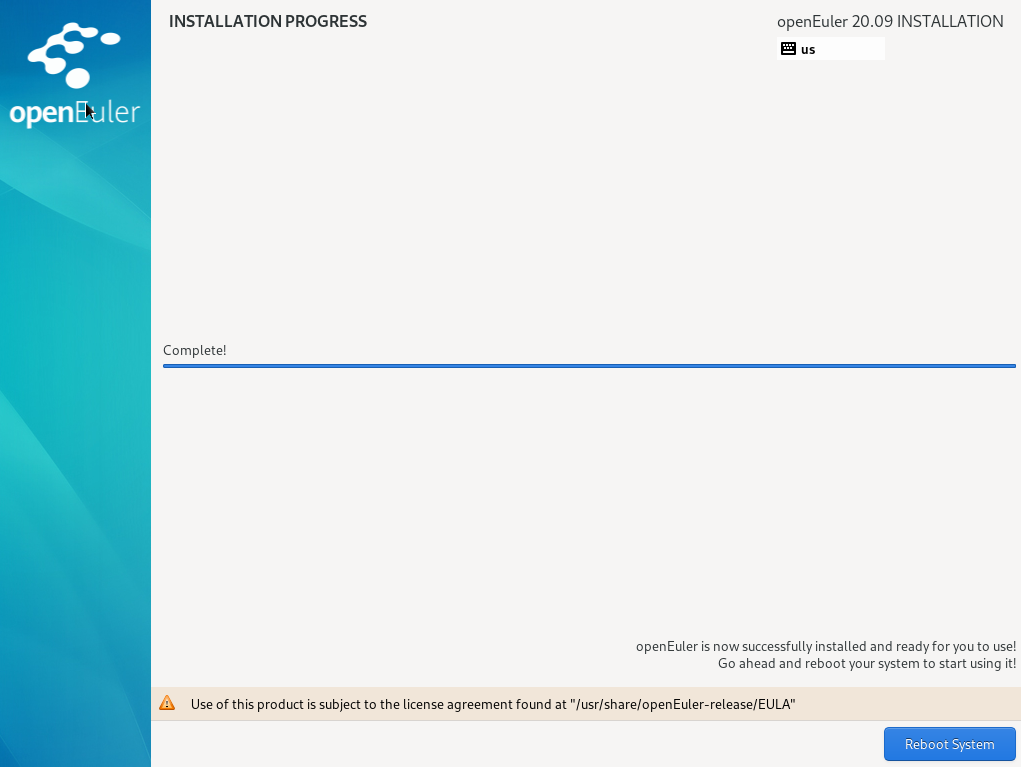 openEuler
INSTALLATION PROGRESS
openEuler 20.09 INSTALLATION
us
Complete!
openEuler is now successfully installed and ready for you to use!
Go ahead and reboot your system to start using it!
Use of this product is subject to the license agreement found at "/usr/share/openEuler-release/EULA"
Reboot System